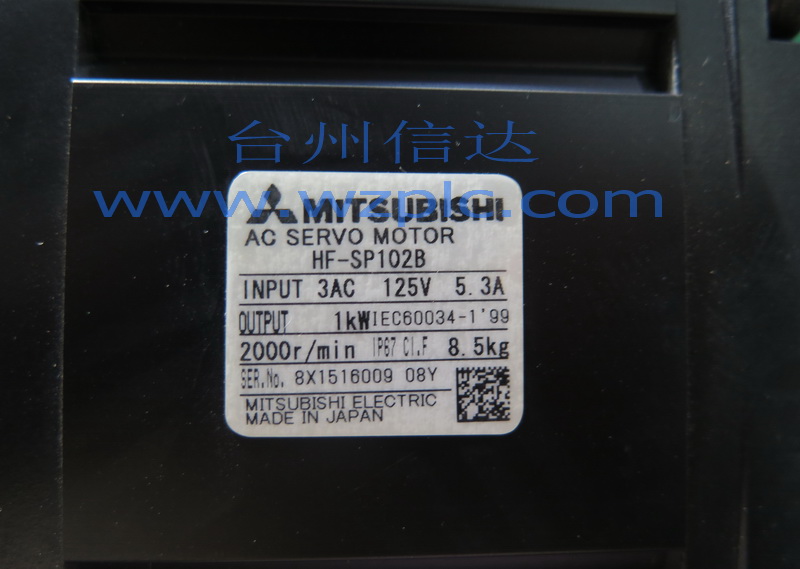 台州信达
www.wzplc.com
MITSUBISHI
AC SERVO MOTOR
HF-SP102B
INPUT 3AC 125V 5.3A
OUTPUT 1kW IEC60034-1'99
2000r/min IP67 CI.F 8.5kg
SER.No. 8X1516009 08Y
MITSUBISHI ELECTRIC
MADE IN JAPAN